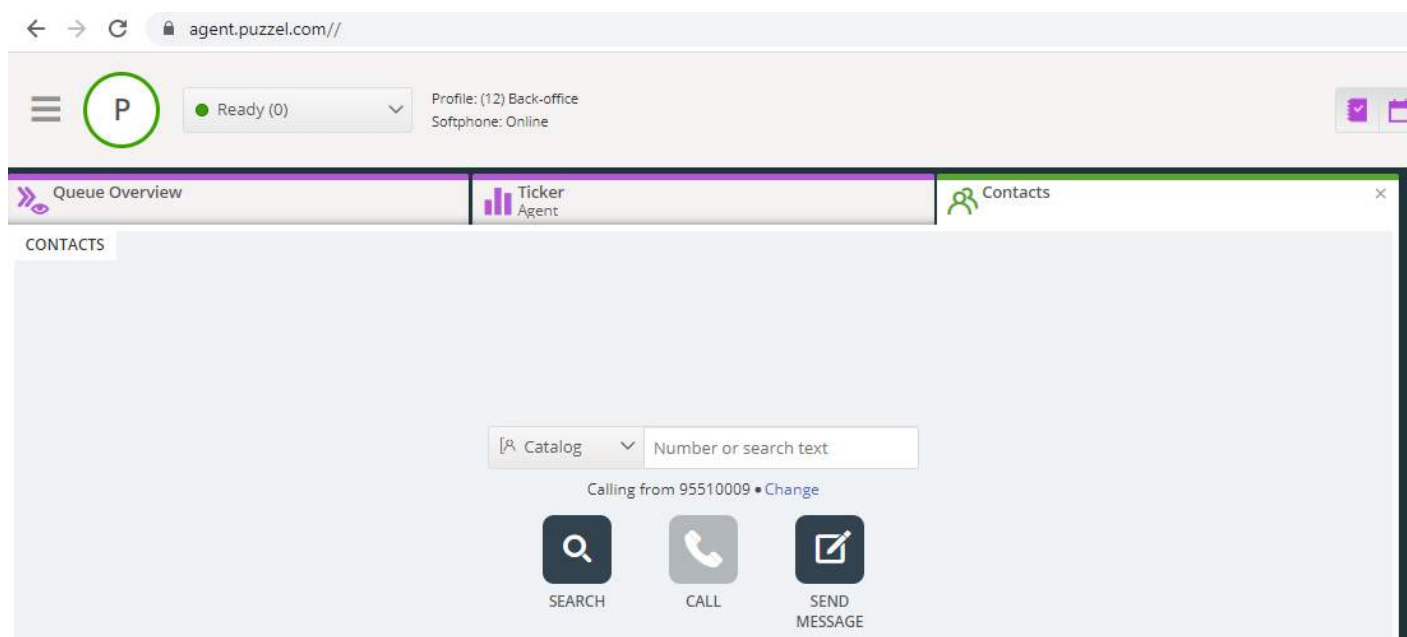 agent.puzzel.com//
P
Ready (0)
Profile: (12) Back-office
Softphone: Online
Queue Overview
Ticker
Agent
Contacts
CONTACTS
Catalog
Number or search text
Calling from 95510009 • Change
SEARCH
CALL
SEND
MESSAGE